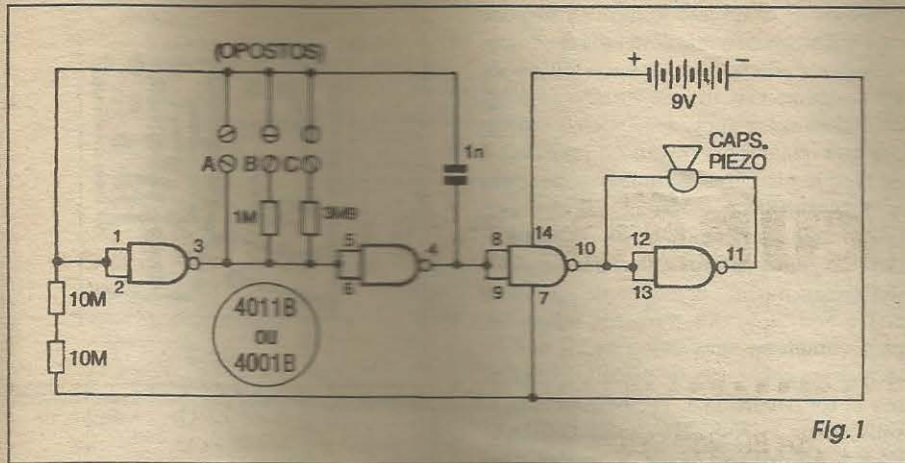 (OPOSTOS)
+ −
9V
CAPS.
PIEZO
1n
A B C
1M
3M9
1
2
3
5
6
4
8
9
14
7
10
12
13
11
10M
10M
4011B
ou
4001B
Fig.1